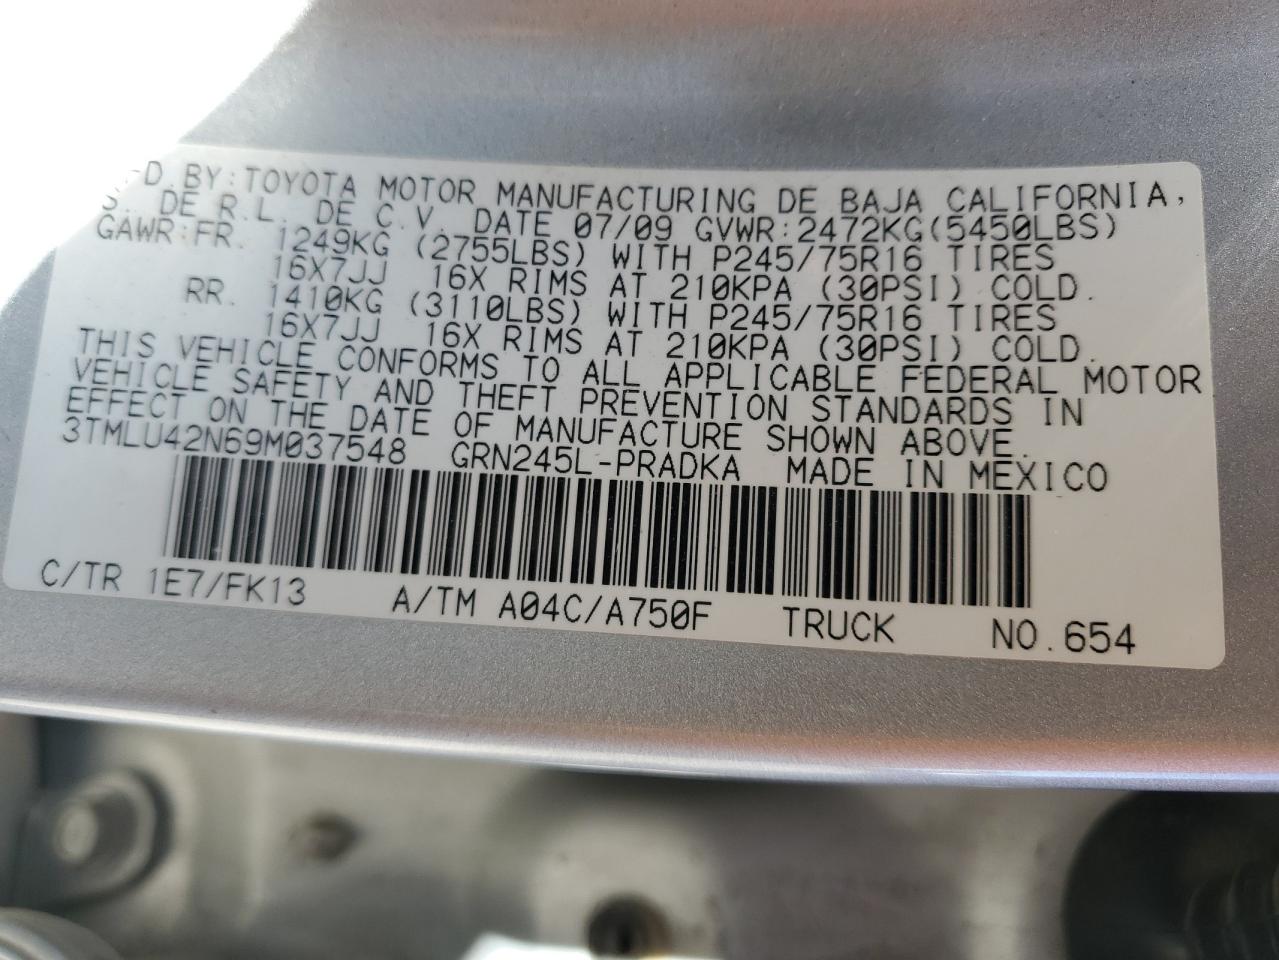 D. BY: TOYOTA MOTOR MANUFACTURING DE BAJA CALIFORNIA,
S. DE R.L. DE C.V. DATE 07/09 GVWR: 2472KG(5450LBS)
GAWR: FR. 1249KG (2755LBS) WITH P245/75R16 TIRES
16X7JJ 16X RIMS AT 210KPA (30PSI) COLD.
RR. 1410KG (3110LBS) WITH P245/75R16 TIRES
16X7JJ 16X RIMS AT 210KPA (30PSI) COLD.
THIS VEHICLE CONFORMS TO ALL APPLICABLE FEDERAL MOTOR
VEHICLE SAFETY AND THEFT PREVENTION STANDARDS IN
EFFECT ON THE DATE OF MANUFACTURE SHOWN ABOVE.
3TMLU42N69M037548 GRN245L-PRADKA MADE IN MEXICO
C/TR 1E7/FK13 A/TM A04C/A750F TRUCK NO.654